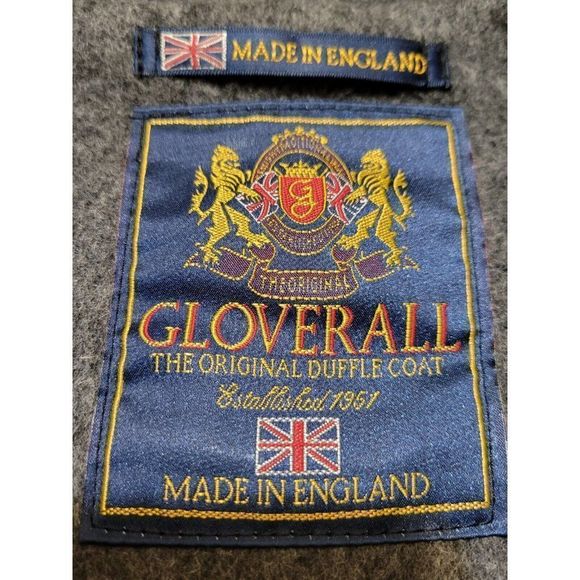 MADE IN ENGLAND
G
THE ORIGINAL
GLOVERALL
THE ORIGINAL DUFFLE COAT
Established 1951
MADE IN ENGLAND